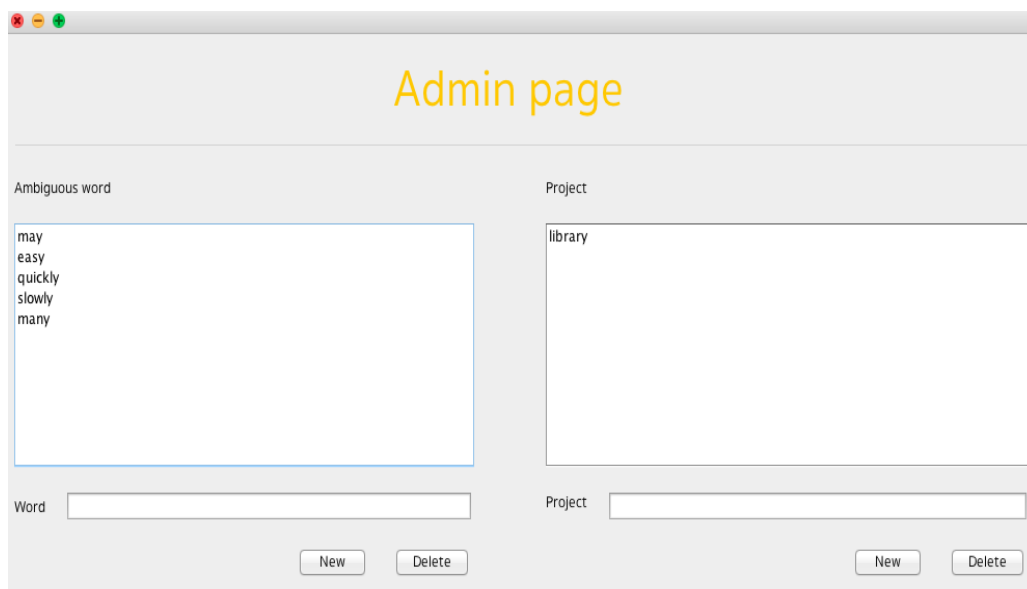 Admin page
Ambiguous word
may
easy
quickly
slowly
many
Word
New Delete
Project
library
Project
New Delete